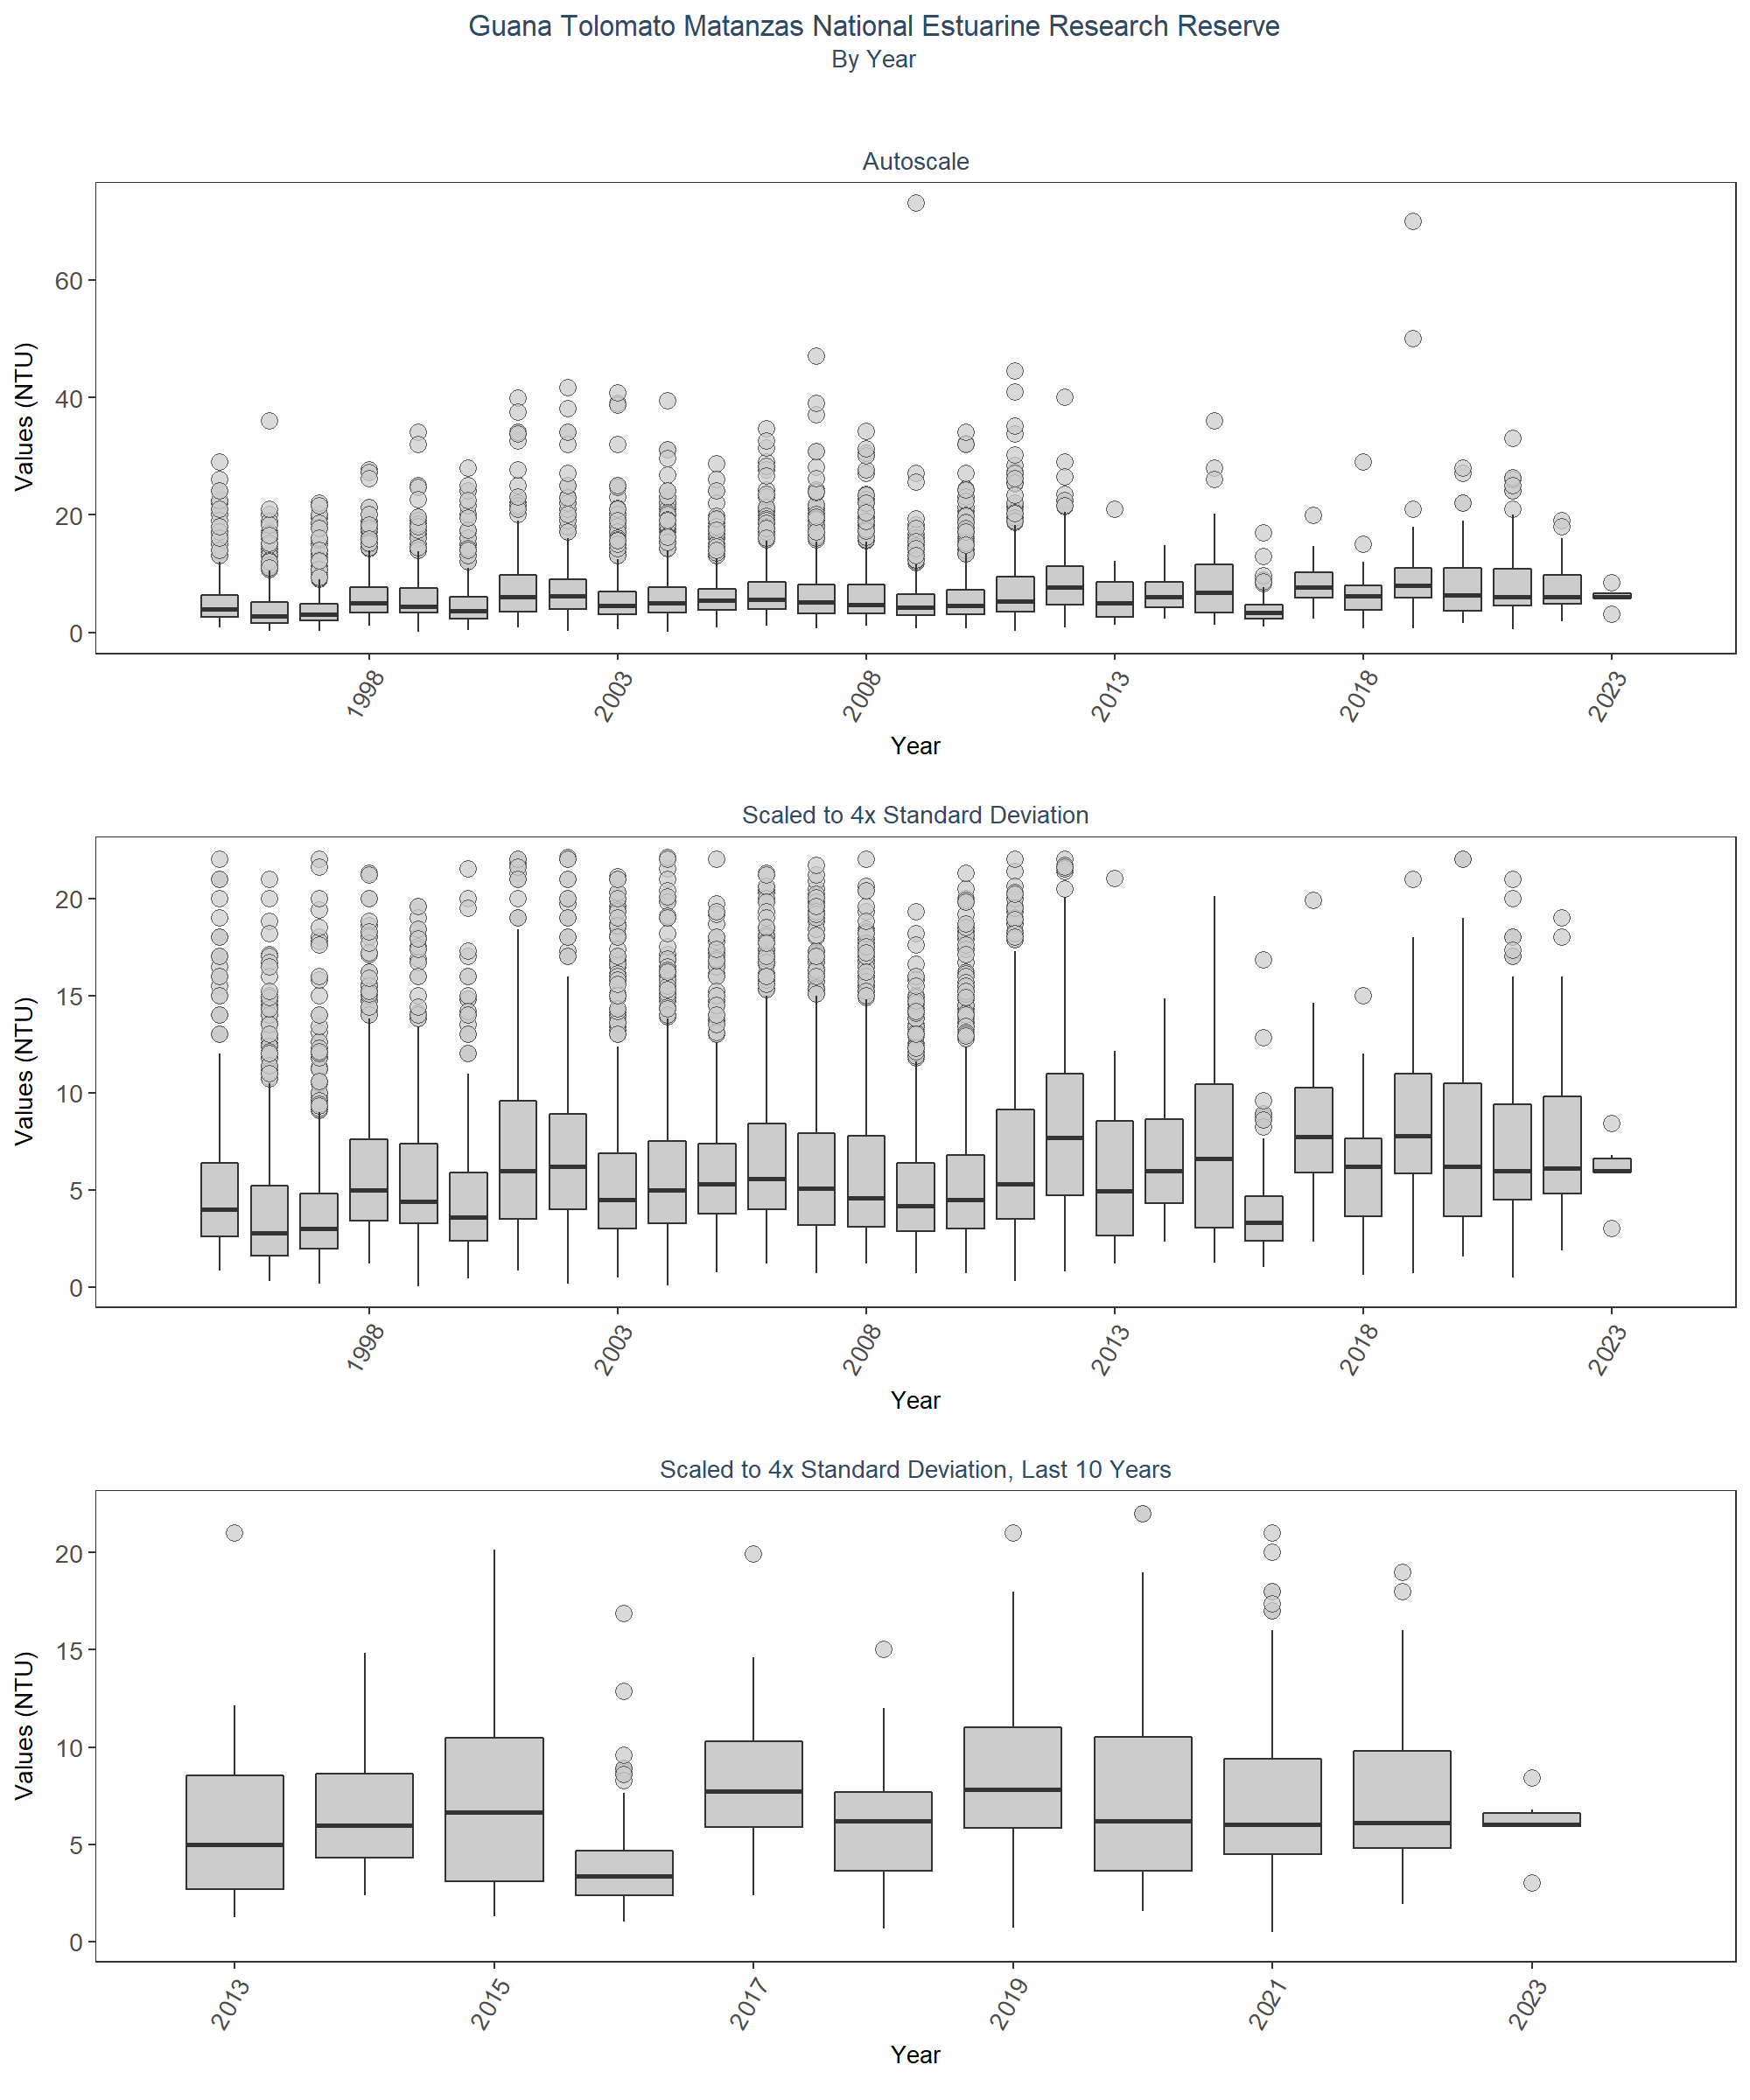 Guana Tolomato Matanzas National Estuarine Research Reserve
By Year
Autoscale
Values (NTU)
60
40
20
0
1998 2003 2008 2013 2018 2023
Year
Scaled to 4x Standard Deviation
Values (NTU)
20
15
10
5
0
1998 2003 2008 2013 2018 2023
Year
Scaled to 4x Standard Deviation, Last 10 Years
Values (NTU)
20
15
10
5
0
2013 2015 2017 2019 2021 2023
Year